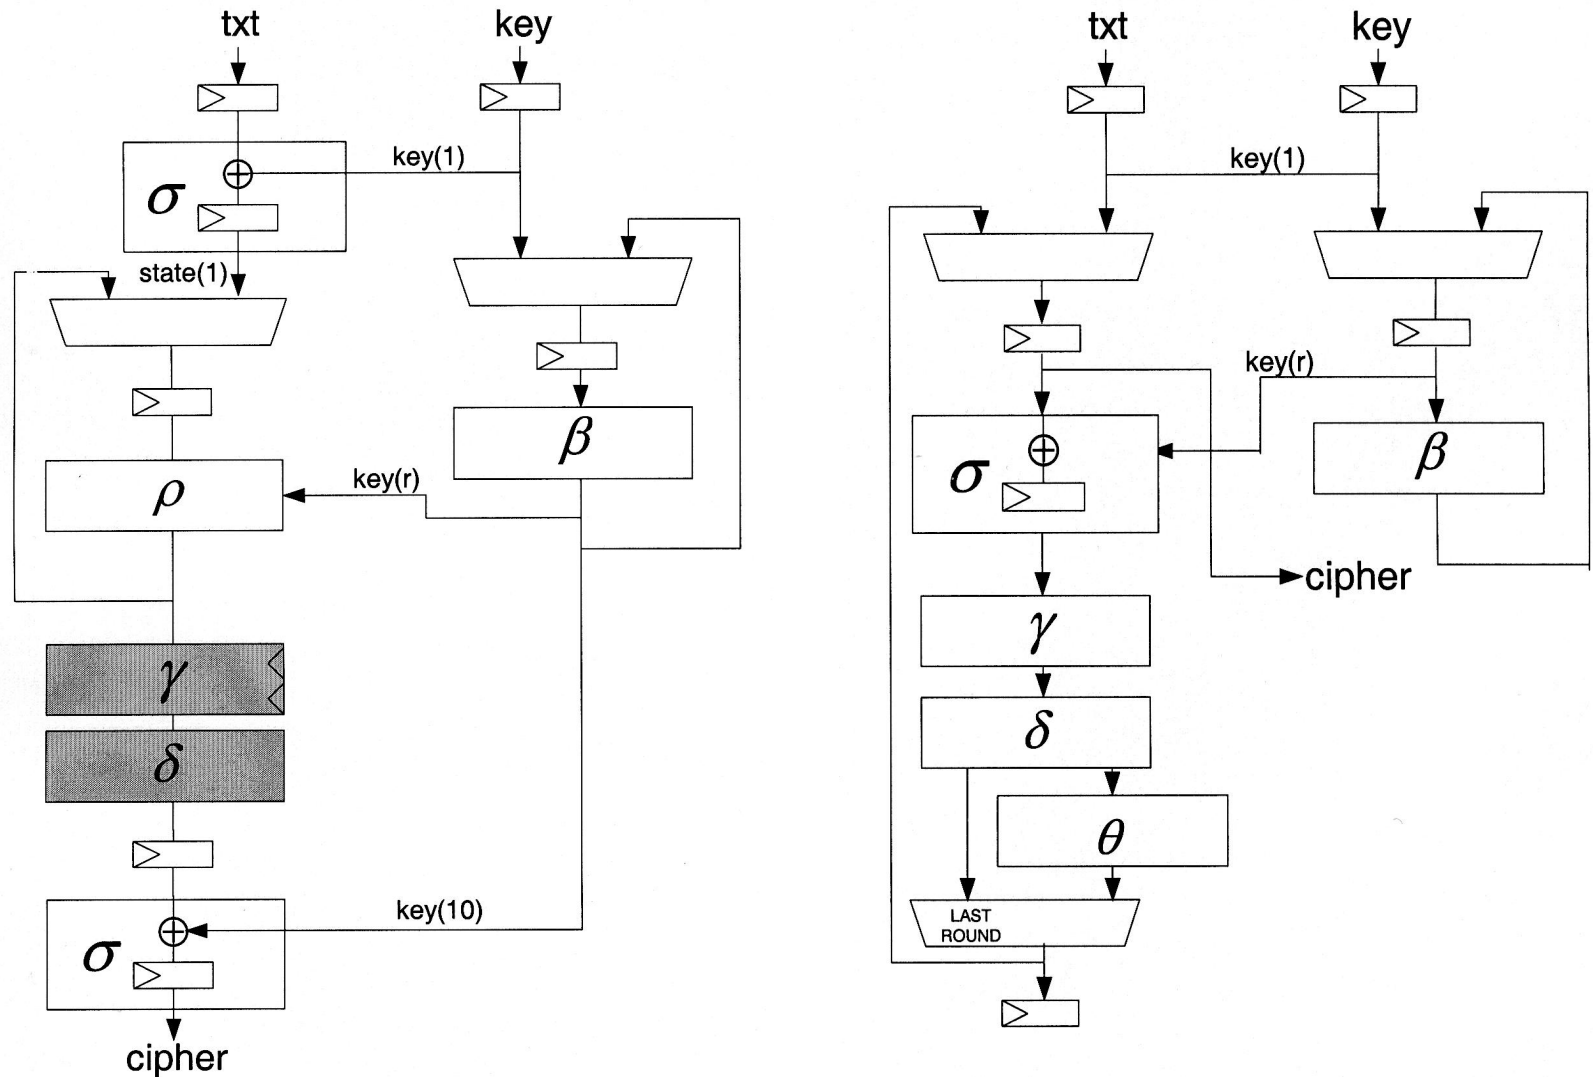 txt
key
key(1)
σ
state(1)
β
key(r)
ρ
γ
δ
key(10)
σ
cipher
txt
key
key(1)
key(r)
σ
β
cipher
γ
δ
θ
LAST
ROUND